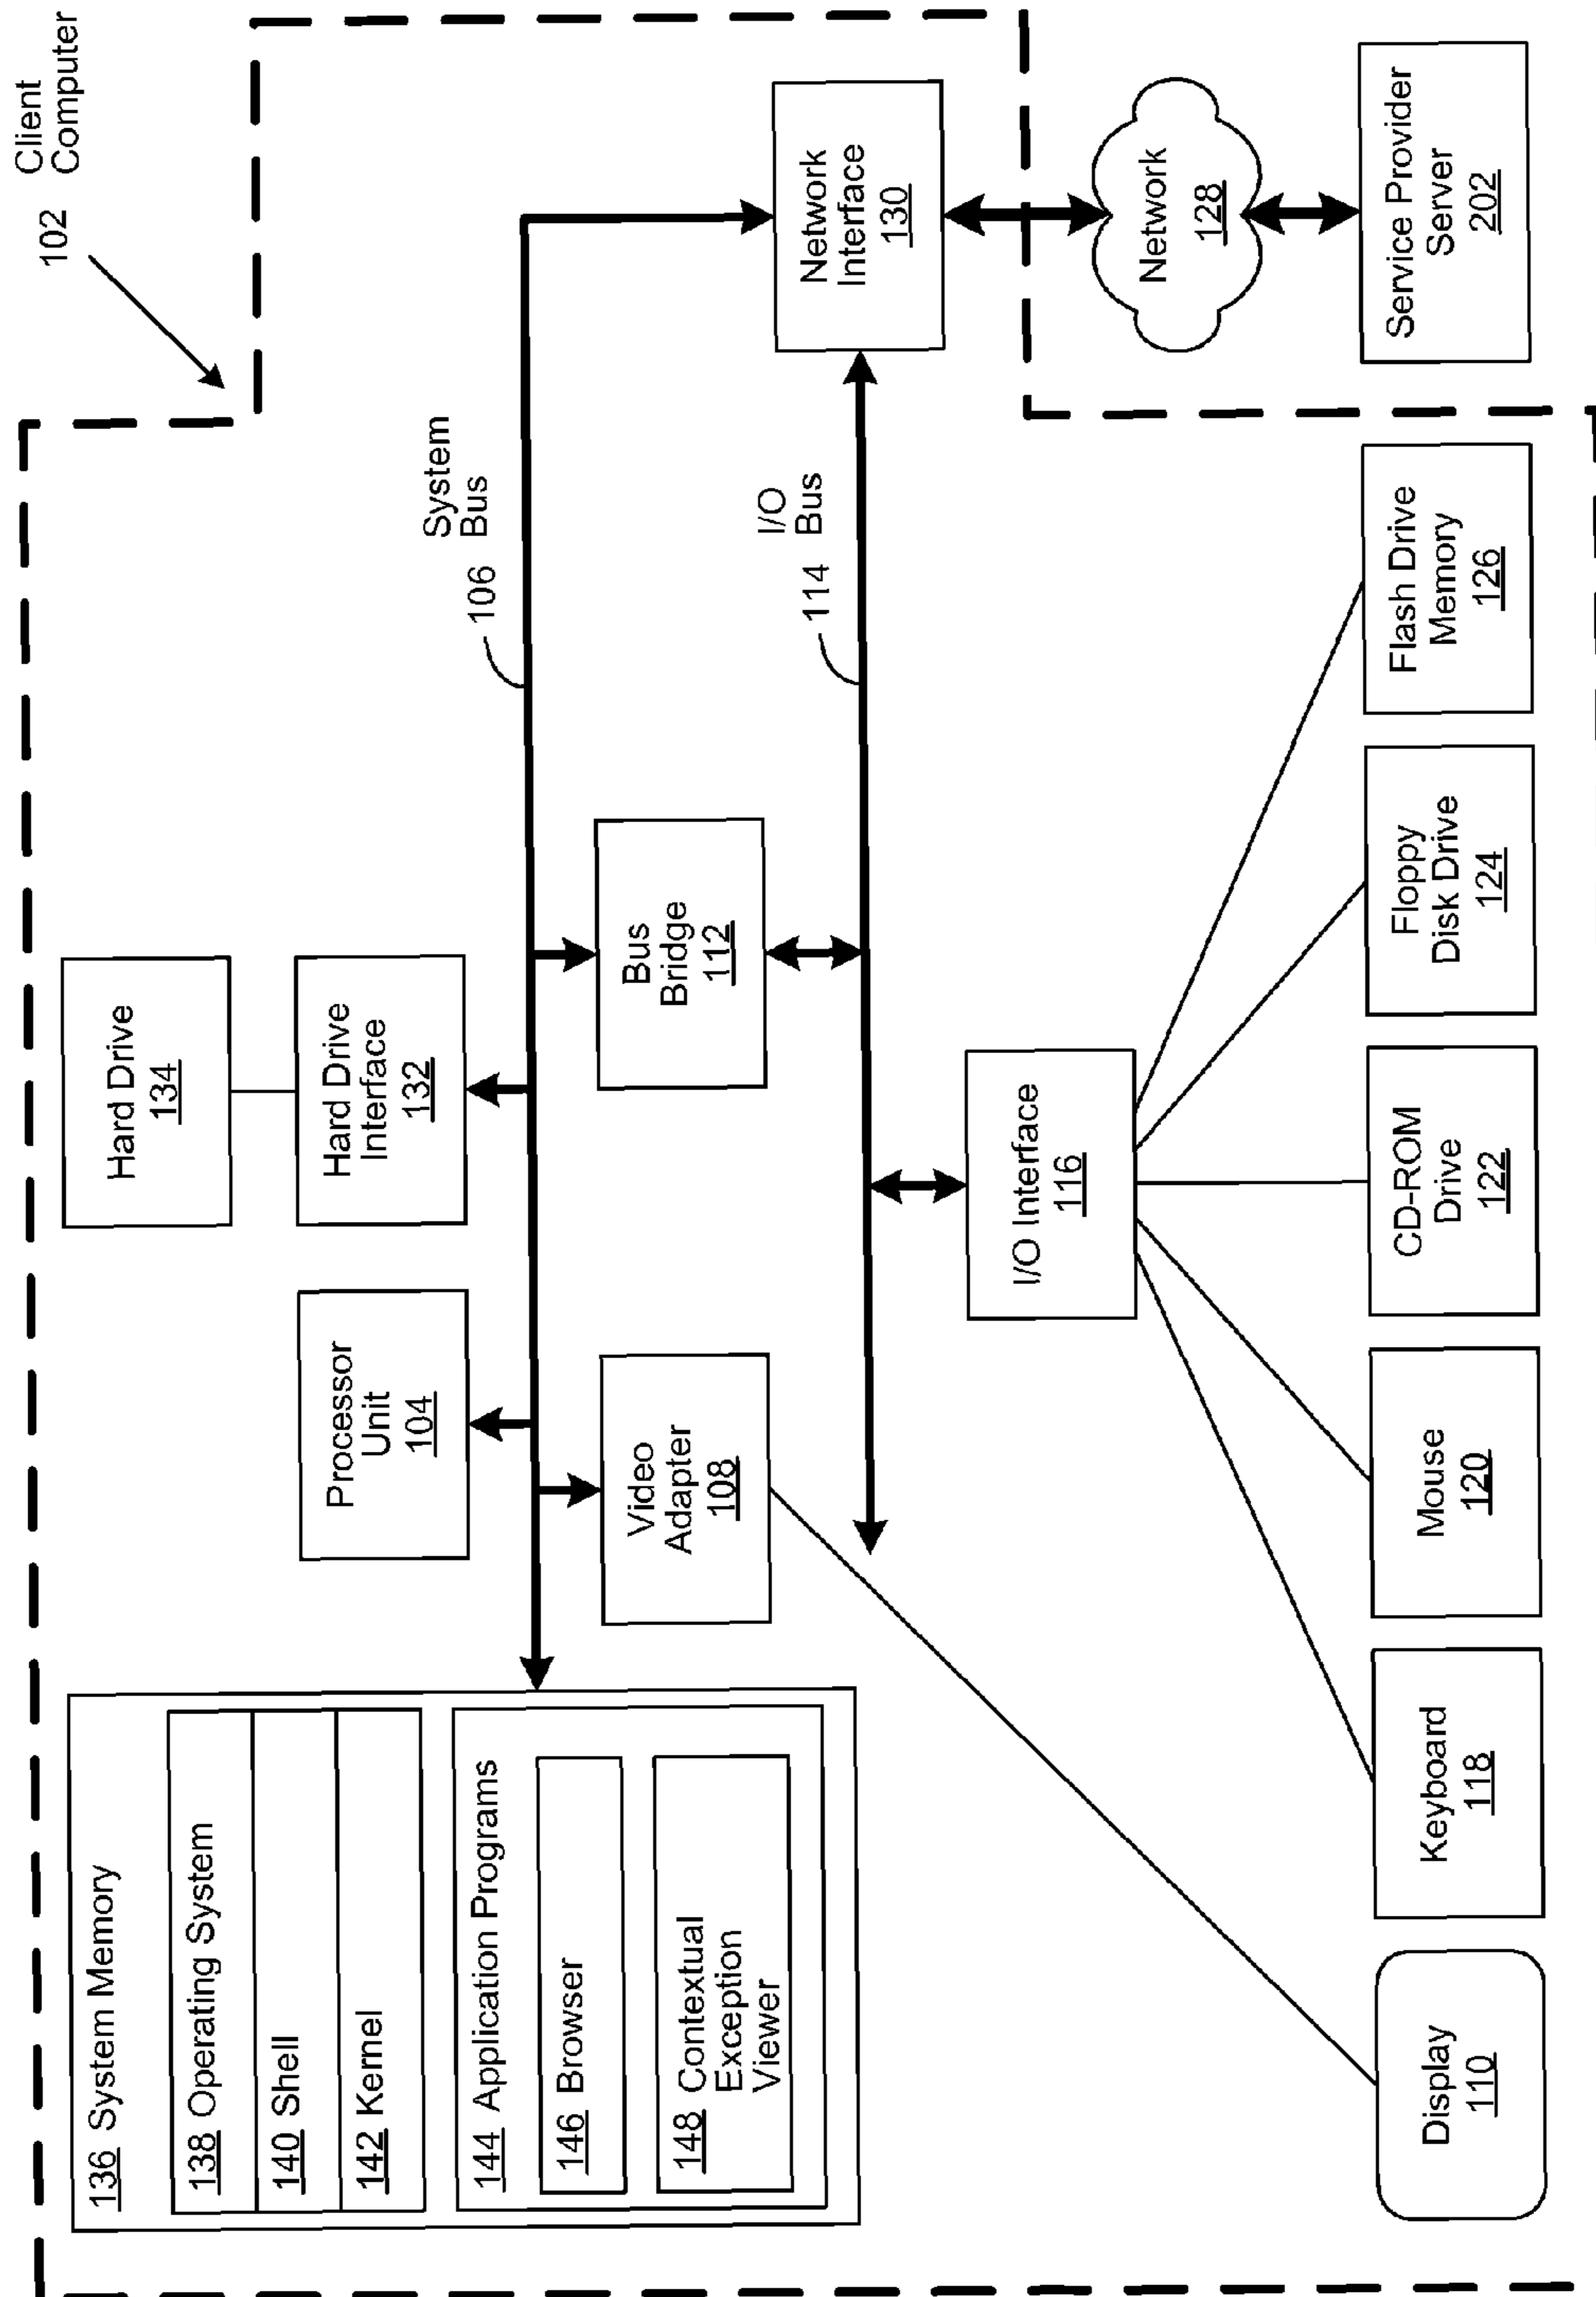 Client
Computer
102
136 System Memory
138 Operating System
140 Shell
142 Kernel
144 Application Programs
146 Browser
148 Contextual
Exception
Viewer
Hard Drive
134
Processor
Unit
104
Hard Drive
Interface
132
System
Bus
106
Video
Adapter
108
Bus
Bridge
112
I/O
Bus
114
Network
Interface
130
I/O Interface
116
Network
128
Display
110
Keyboard
118
Mouse
120
CD-ROM
Drive
122
Floppy
Disk Drive
124
Flash Drive
Memory
126
Service Provider
Server
202